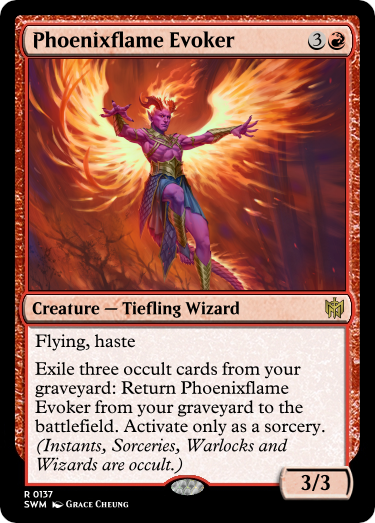 Phoenixflame Evoker 3
Creature — Tiefling Wizard
Flying, haste
Exile three occult cards from your
graveyard: Return Phoenixflame
Evoker from your graveyard to the
battlefield. Activate only as a sorcery.
(Instants, Sorceries, Warlocks and
Wizards are occult.)
3/3
R 0137
SWM Grace Cheung